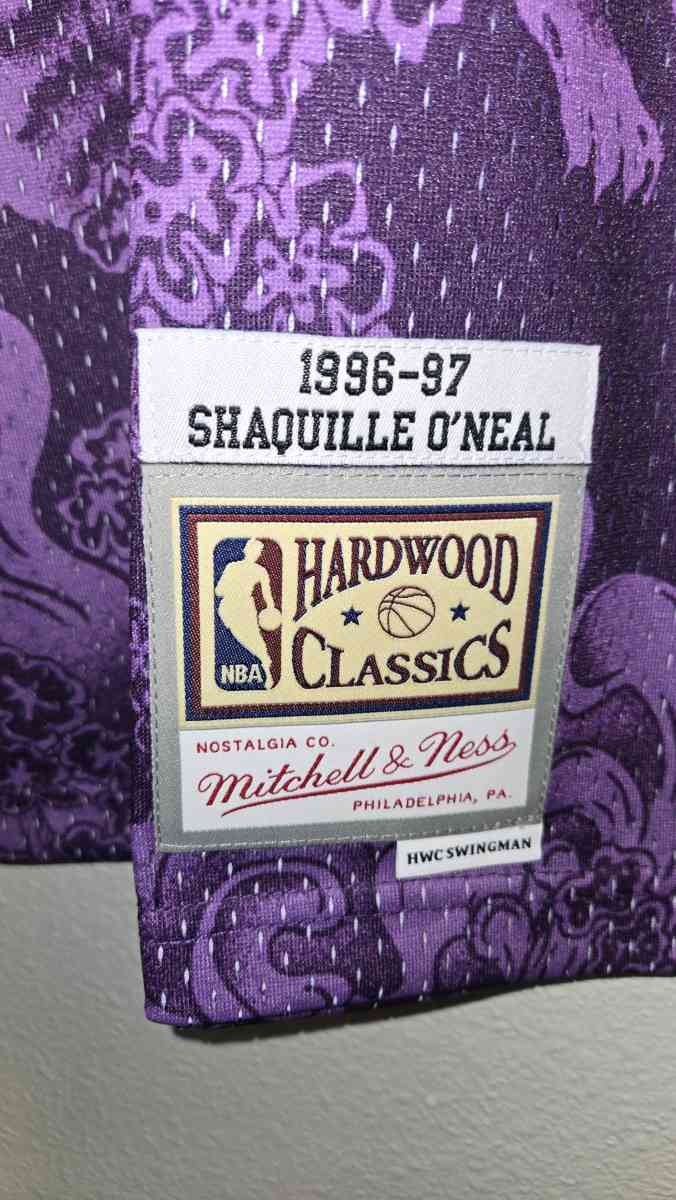 1996-97
SHAQUILLE O'NEAL
HARDWOOD
CLASSICS
NBA
NOSTALGIA CO.
Mitchell & Ness
PHILADELPHIA, PA.
HWC SWINGMAN